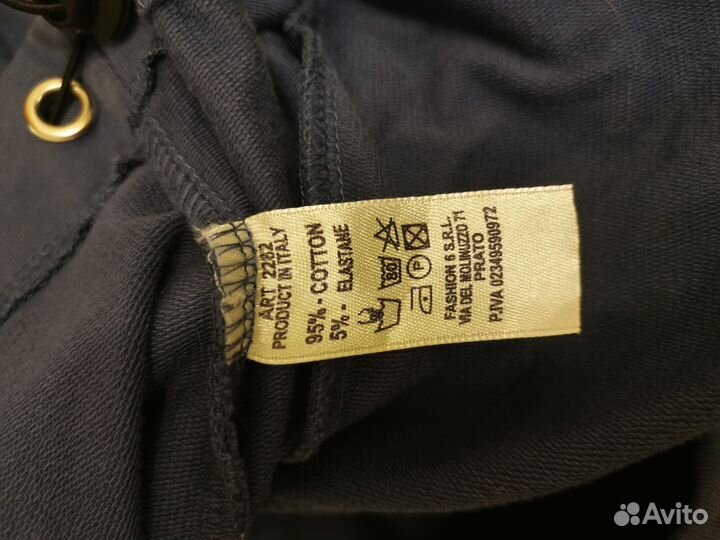 ART 2282
PRODUCT IN ITALY
95% - COTTON
5% - ELASTANE
FASHION 6 S.R.L.
VIA DEL MOLINUZZO 71
PRATO
P.IVA 02349590972
Avito